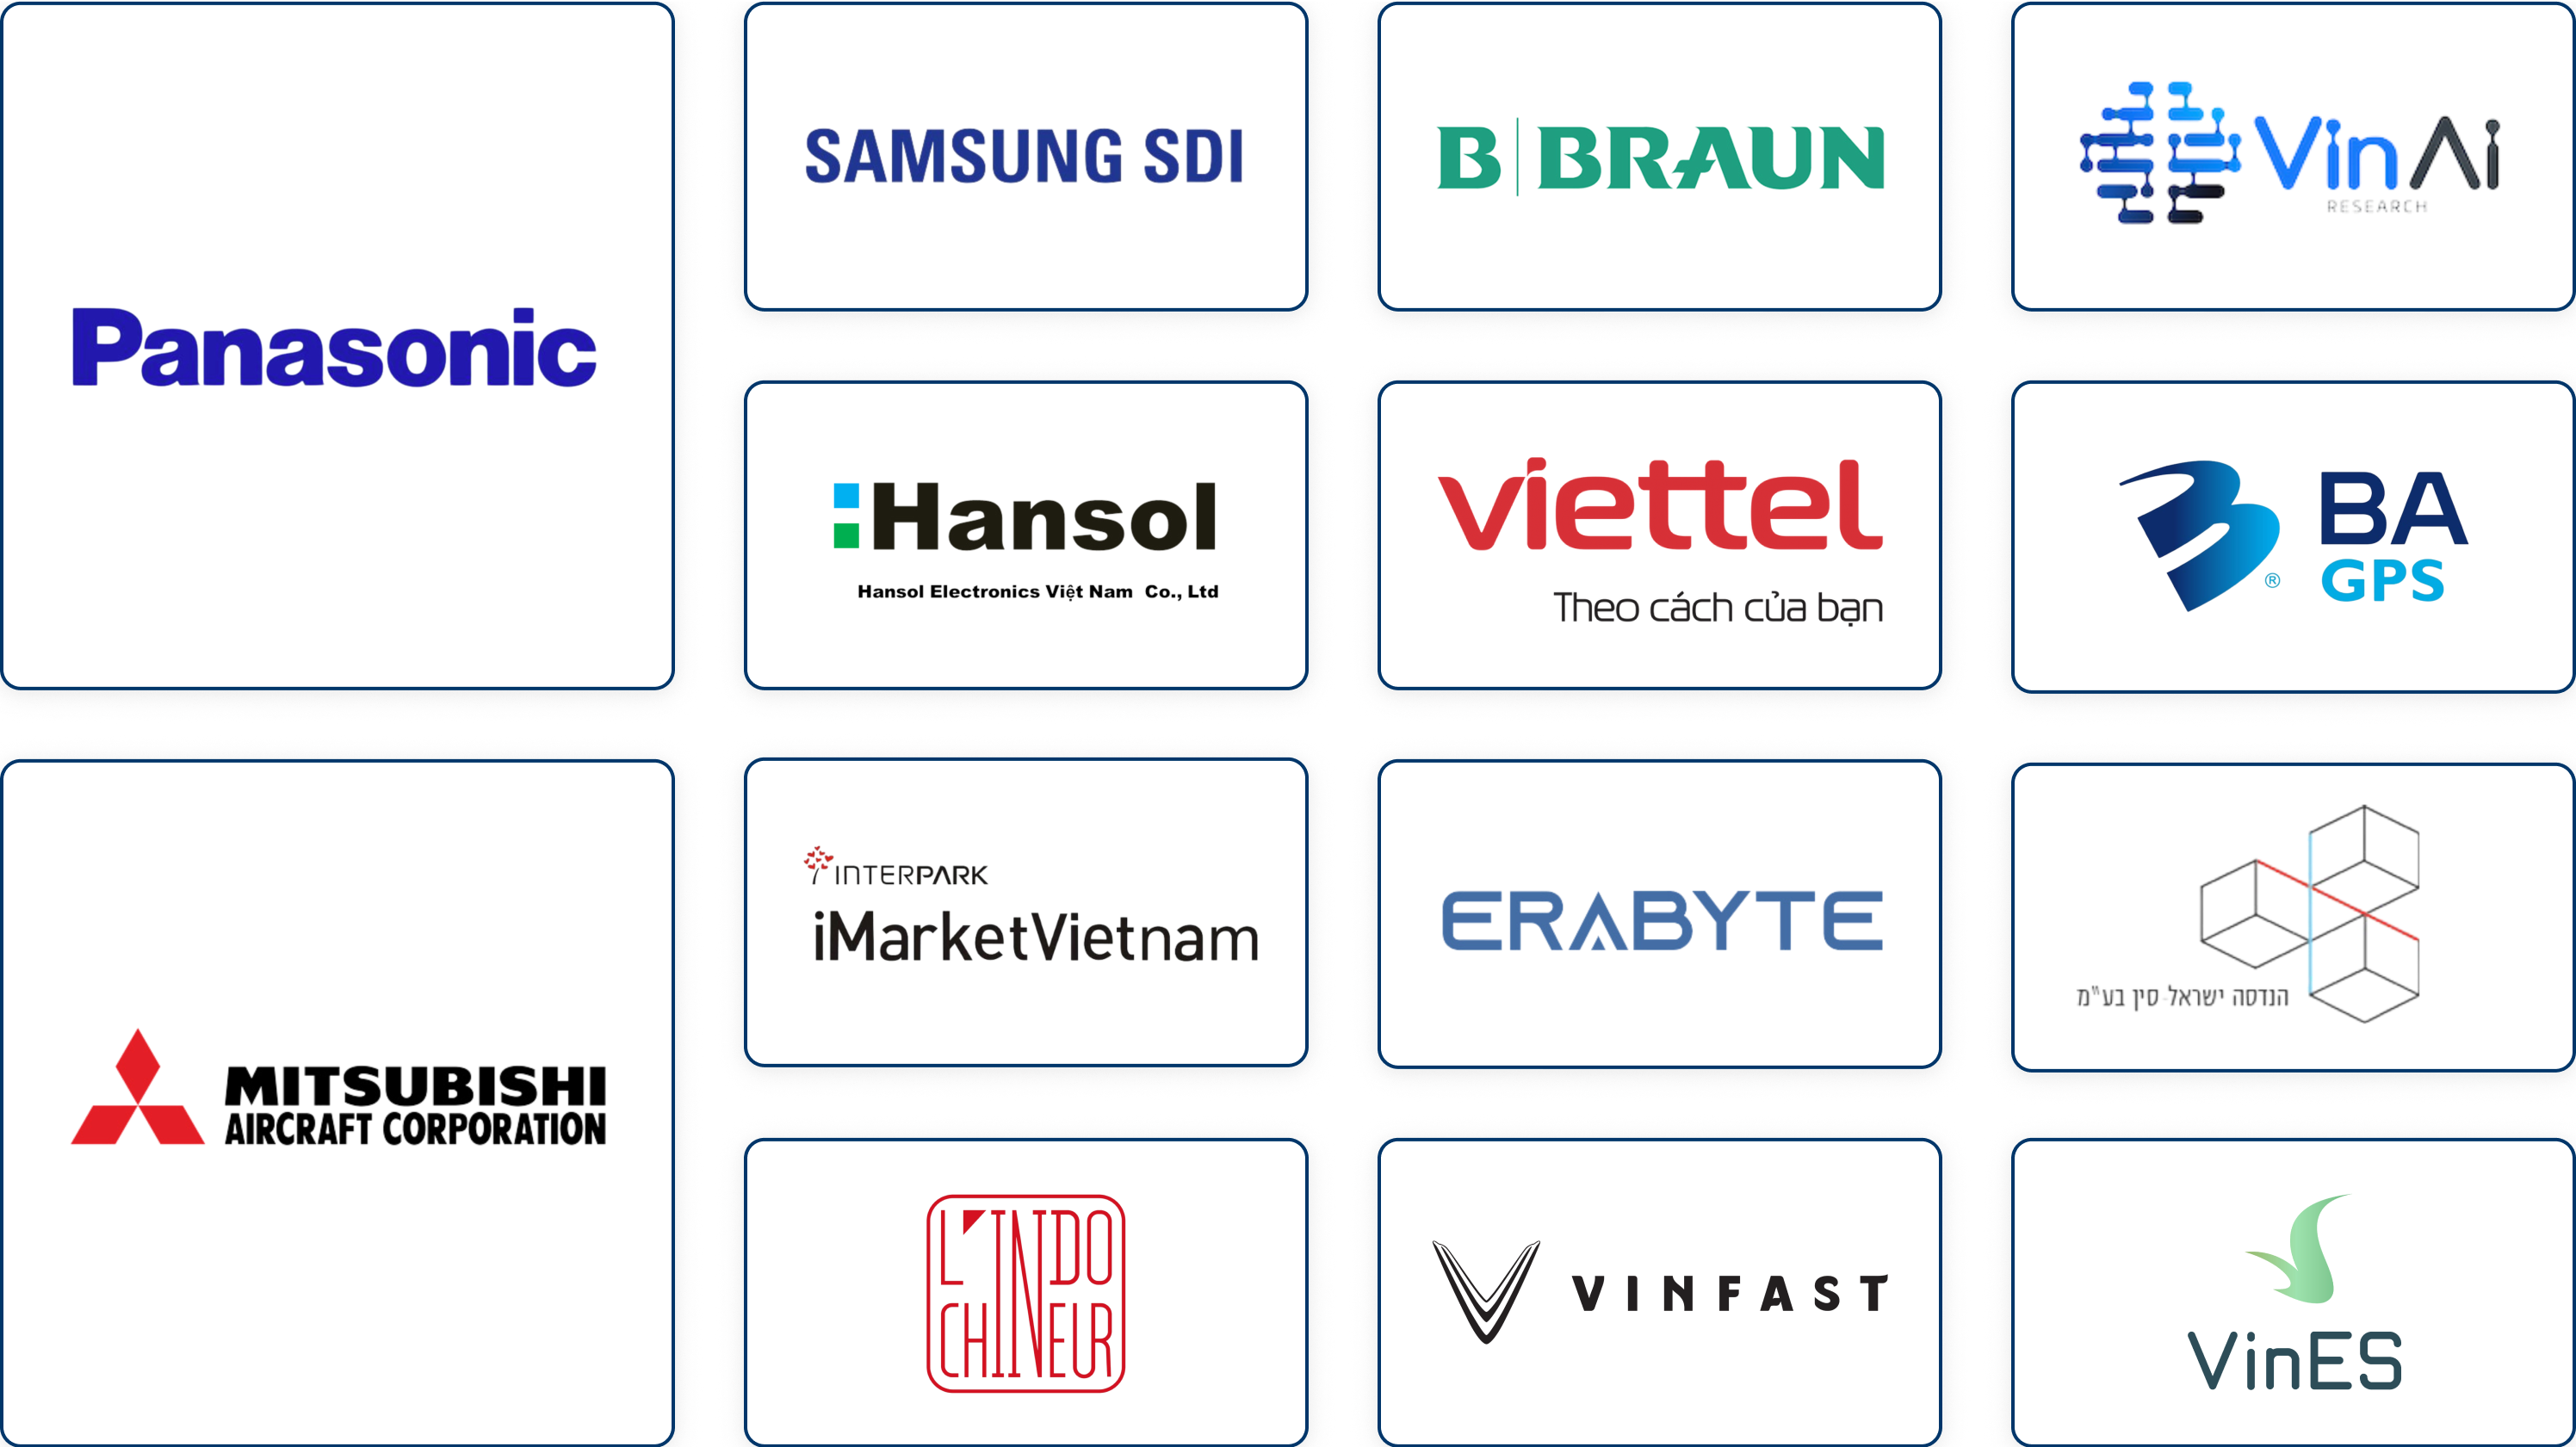 Panasonic
SAMSUNG SDI
B BRAUN
VinAi
RESEARCH
Hansol
Hansol Electronics Việt Nam Co., Ltd
viettel
Theo cách của bạn
BA
GPS
®
MITSUBISHI
AIRCRAFT CORPORATION
INTERPARK
iMarketVietnam
ERABYTE
הנדסה ישראל-סין בע"מ
L'INDO
CHINEUR
VINFAST
VinES